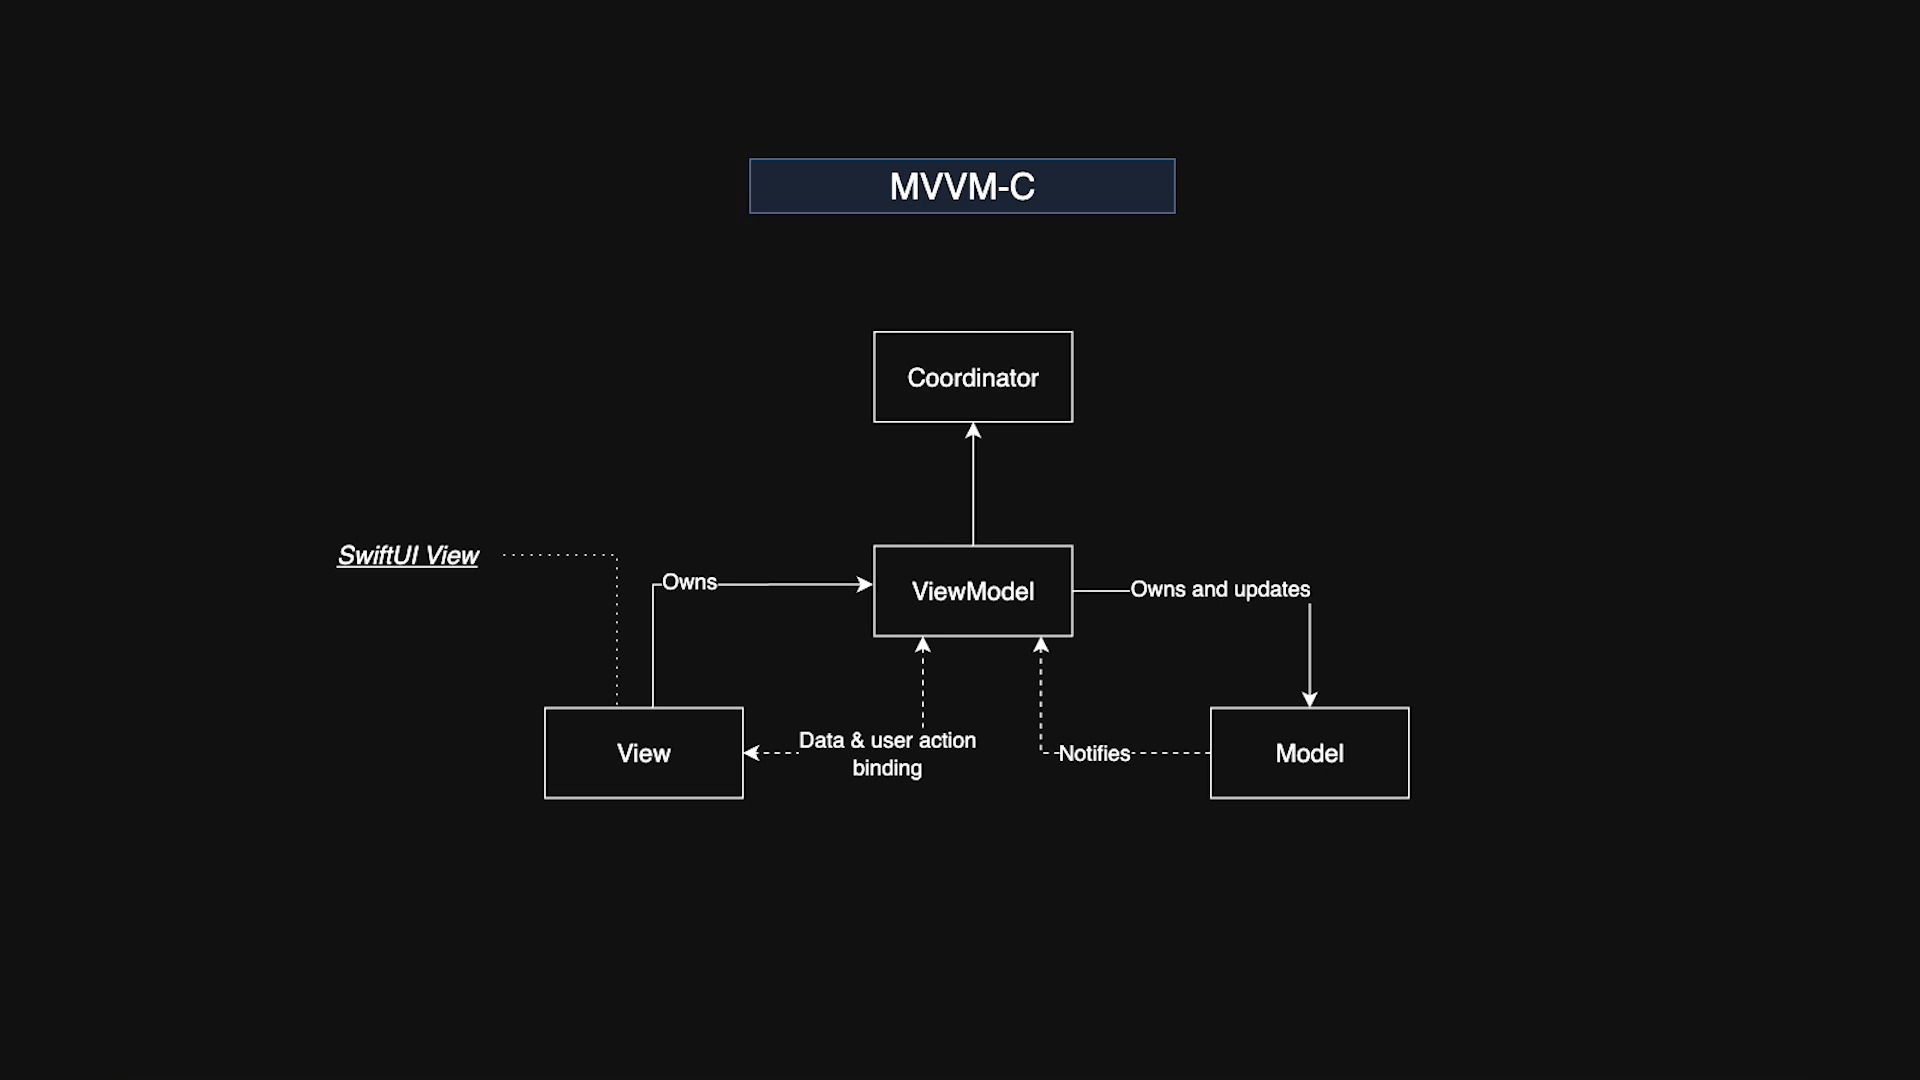 MVVM-C
Coordinator
SwiftUI View
Owns
ViewModel
Owns and updates
View
Data & user action
binding
Notifies
Model